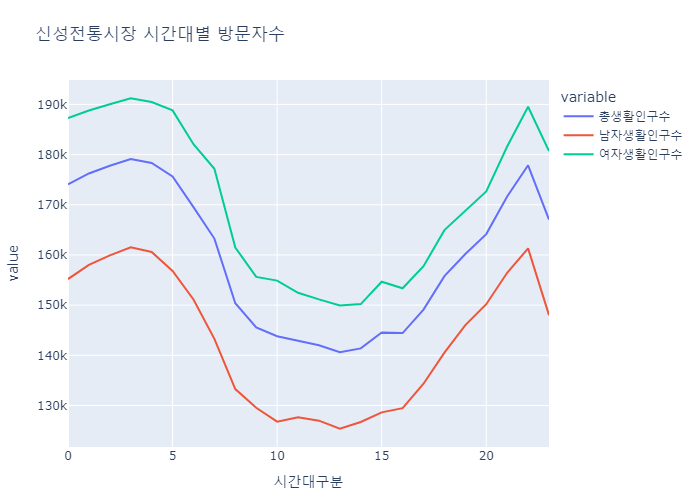 신성전통시장 시간대별 방문자수
variable
총생활인구수
남자생활인구수
여자생활인구수
190k
180k
170k
160k
150k
140k
130k
value
0 5 10 15 20
시간대구분